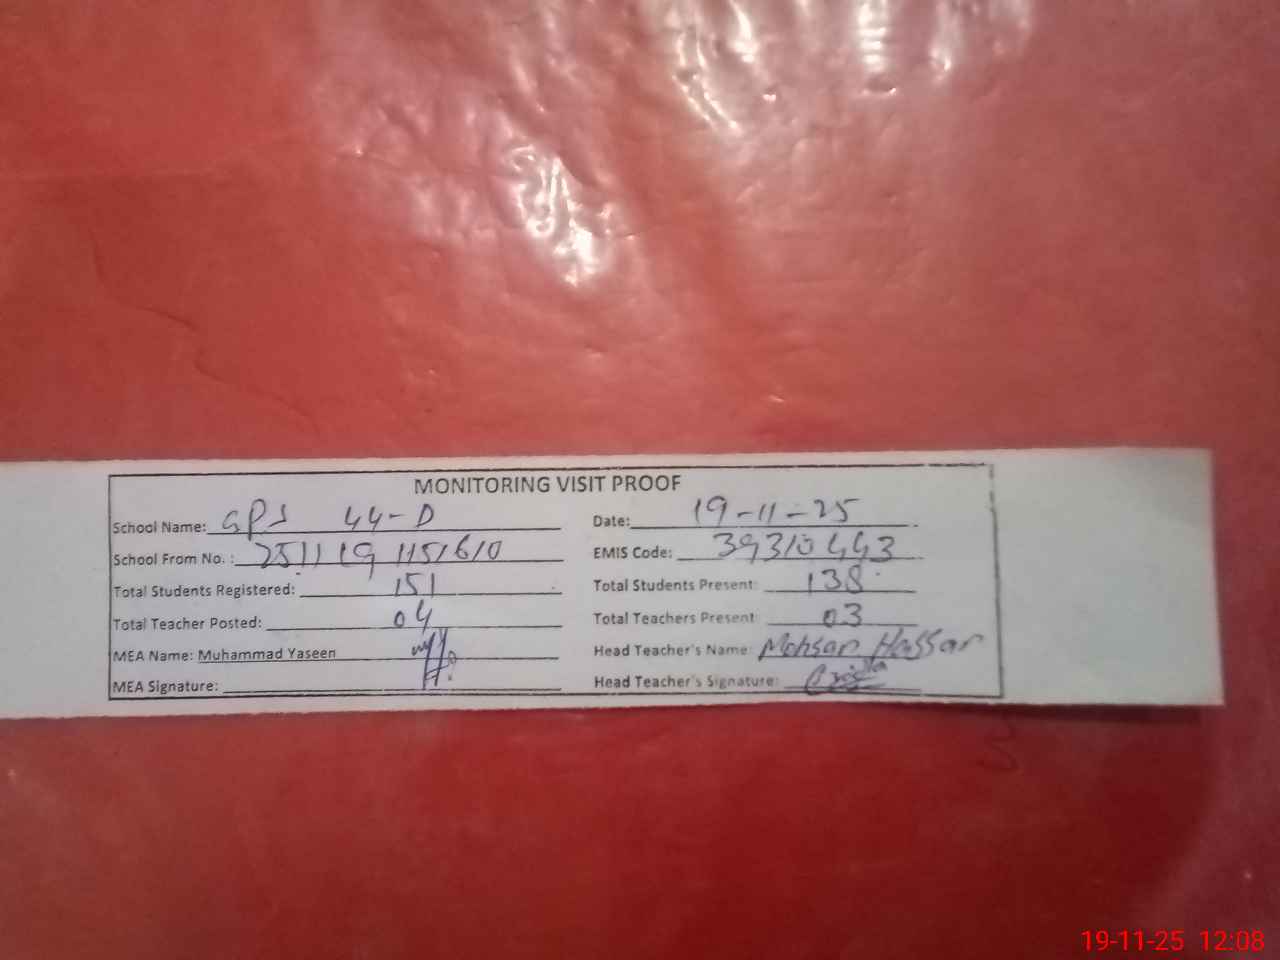 MONITORING VISIT PROOF
School Name: GPS 44-D Date: 19-11-25
School From No. : 251119 1151610 EMIS Code: 39310443
Total Students Registered: 151 Total Students Present: 138
Total Teacher Posted: 04 Total Teachers Present: 03
MEA Name: Muhammad Yaseen Head Teacher's Name: Mohsan Hassan
MEA Signature: Head Teacher's Signature:
19-11-25 12:08